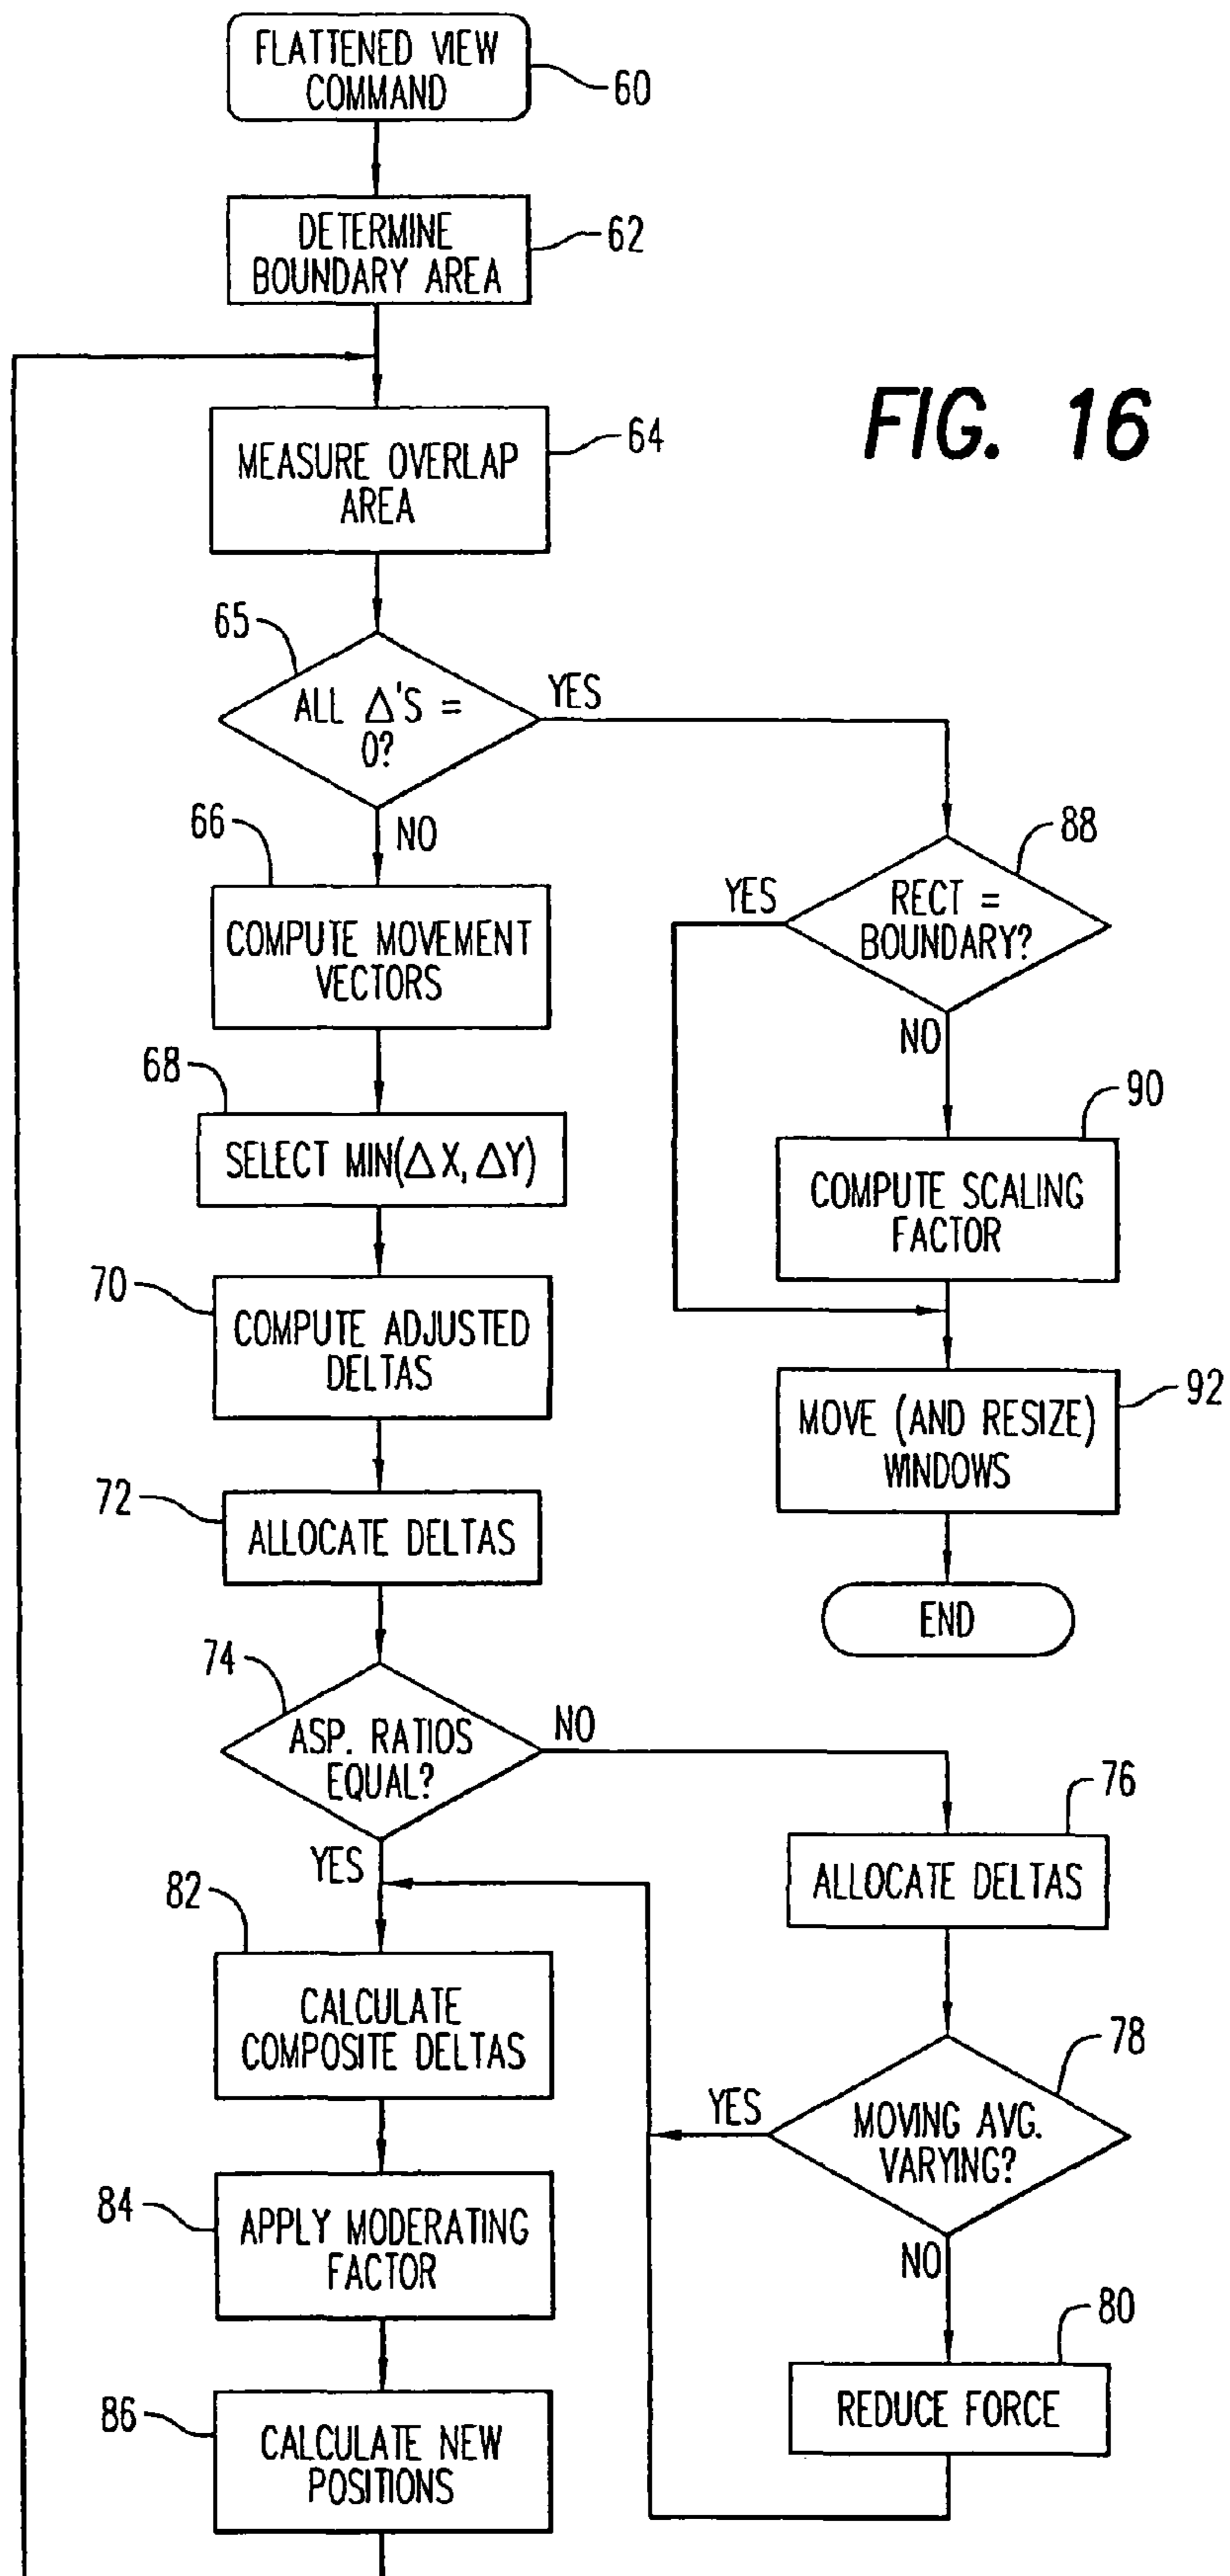 FLATTENED VIEW
COMMAND
60
DETERMINE
BOUNDARY AREA
62
FIG. 16
MEASURE OVERLAP
AREA
64
65
ALL Δ'S =
0?
YES
NO
66
COMPUTE MOVEMENT
VECTORS
88
YES
RECT =
BOUNDARY?
NO
68
SELECT MIN(ΔX, ΔY)
90
COMPUTE SCALING
FACTOR
70
COMPUTE ADJUSTED
DELTAS
92
MOVE (AND RESIZE)
WINDOWS
72
ALLOCATE DELTAS
END
74
ASP. RATIOS
EQUAL?
NO
YES
76
ALLOCATE DELTAS
82
CALCULATE
COMPOSITE DELTAS
78
YES
MOVING AVG.
VARYING?
NO
84
APPLY MODERATING
FACTOR
80
REDUCE FORCE
86
CALCULATE NEW
POSITIONS